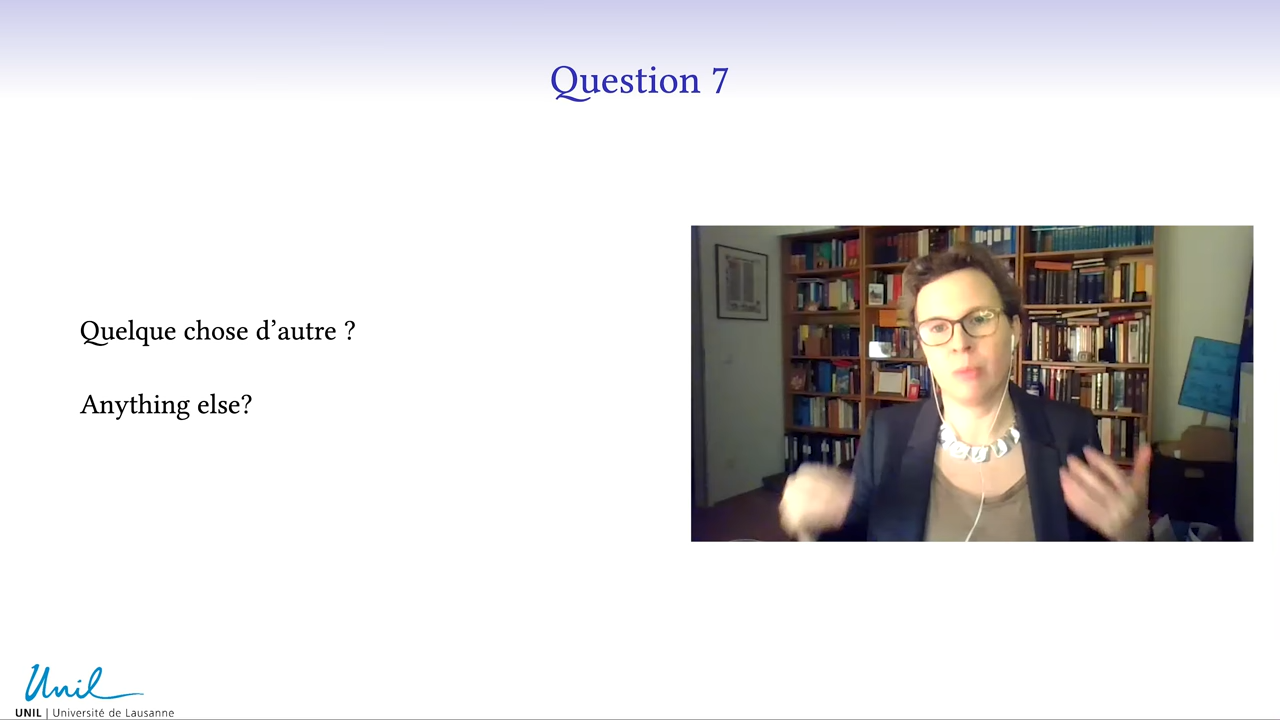 Question 7
Quelque chose d’autre ?
Anything else?
Unil
UNIL | Université de Lausanne